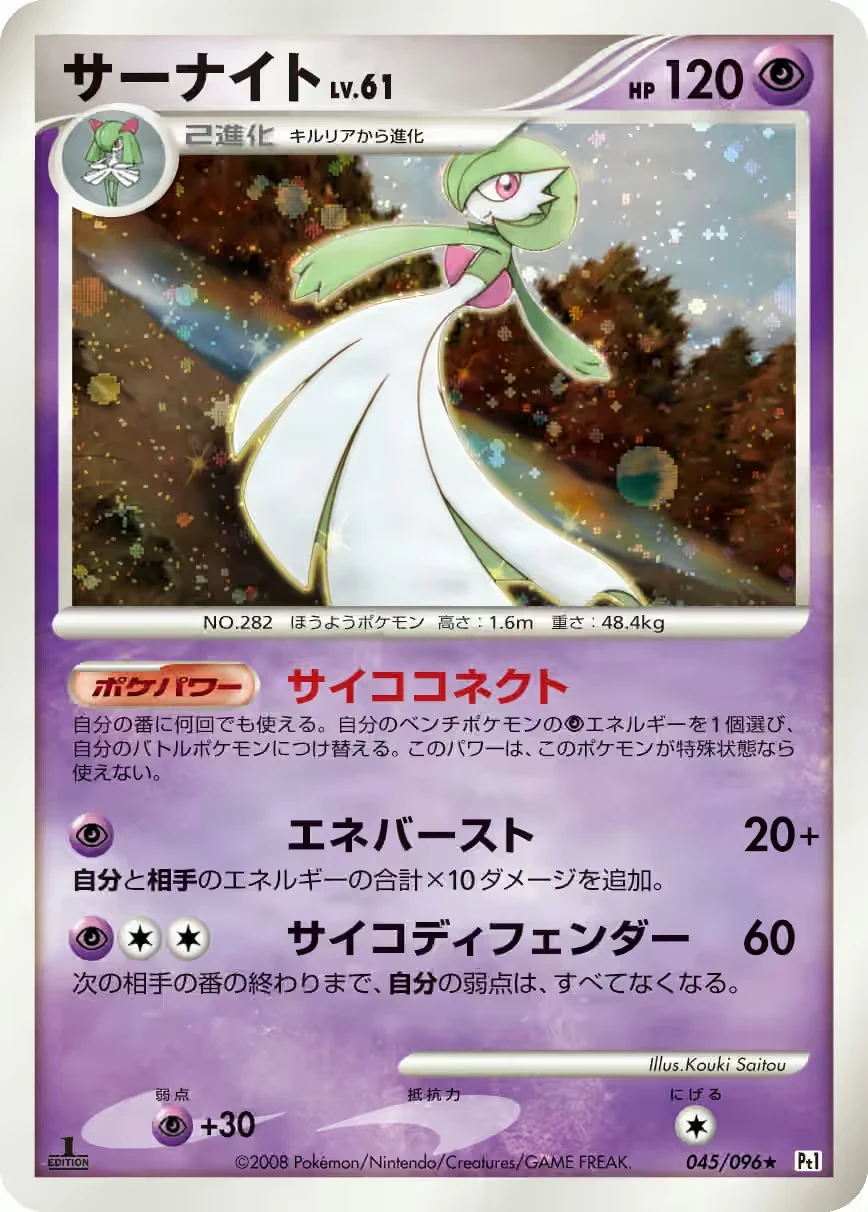 サーナイト LV.61 HP 120
2進化 キルリアから進化
NO.282 ほうようポケモン 高さ：1.6m 重さ：48.4kg
ポケパワー サイココネクト
自分の番に何回でも使える。自分のベンチポケモンのエネルギーを1個選び、
自分のバトルポケモンにつけ替える。このパワーは、このポケモンが特殊状態なら
使えない。
エネバースト 20+
自分と相手のエネルギーの合計×10ダメージを追加。
サイコディフェンダー 60
次の相手の番の終わりまで、自分の弱点は、すべてなくなる。
Illus.Kouki Saitou
弱点 抵抗力 にげる
+30
1 EDITION
©2008 Pokémon/Nintendo/Creatures/GAME FREAK. 045/096★ Pt1